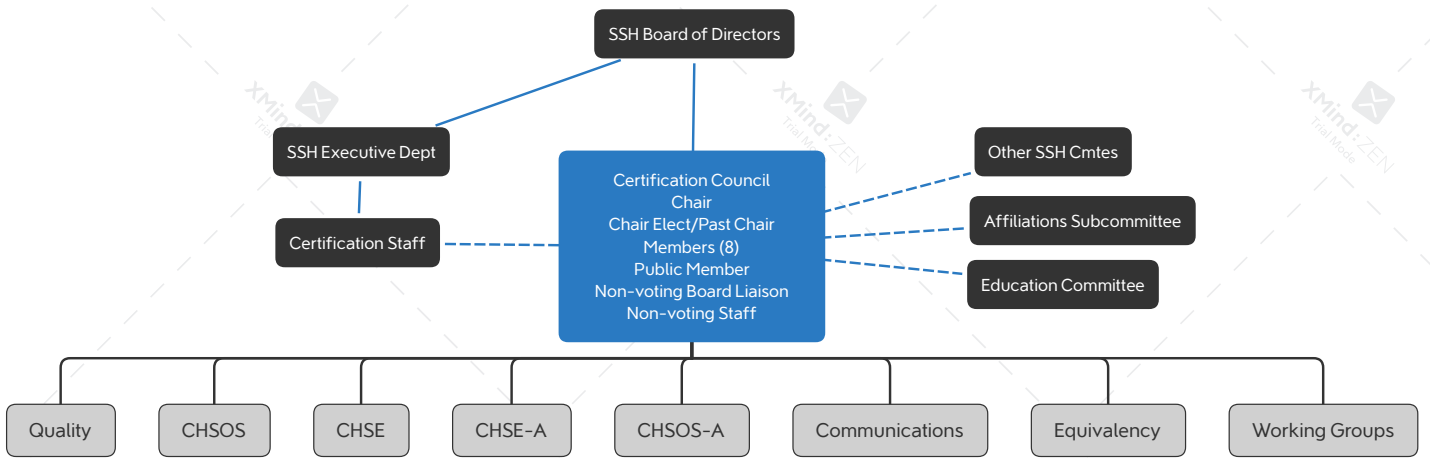 SSH Board of Directors
XMind:ZEN
Trial Mode
XMind:ZEN
Trial Mode
XMind:ZEN
Trial Mode
SSH Executive Dept
Other SSH Cmtes
Certification Council
Chair
Chair Elect/Past Chair
Members (8)
Public Member
Non-voting Board Liaison
Non-voting Staff
Certification Staff
Affiliations Subcommittee
Education Committee
Quality
CHSOS
CHSE
CHSE-A
CHSOS-A
Communications
Equivalency
Working Groups